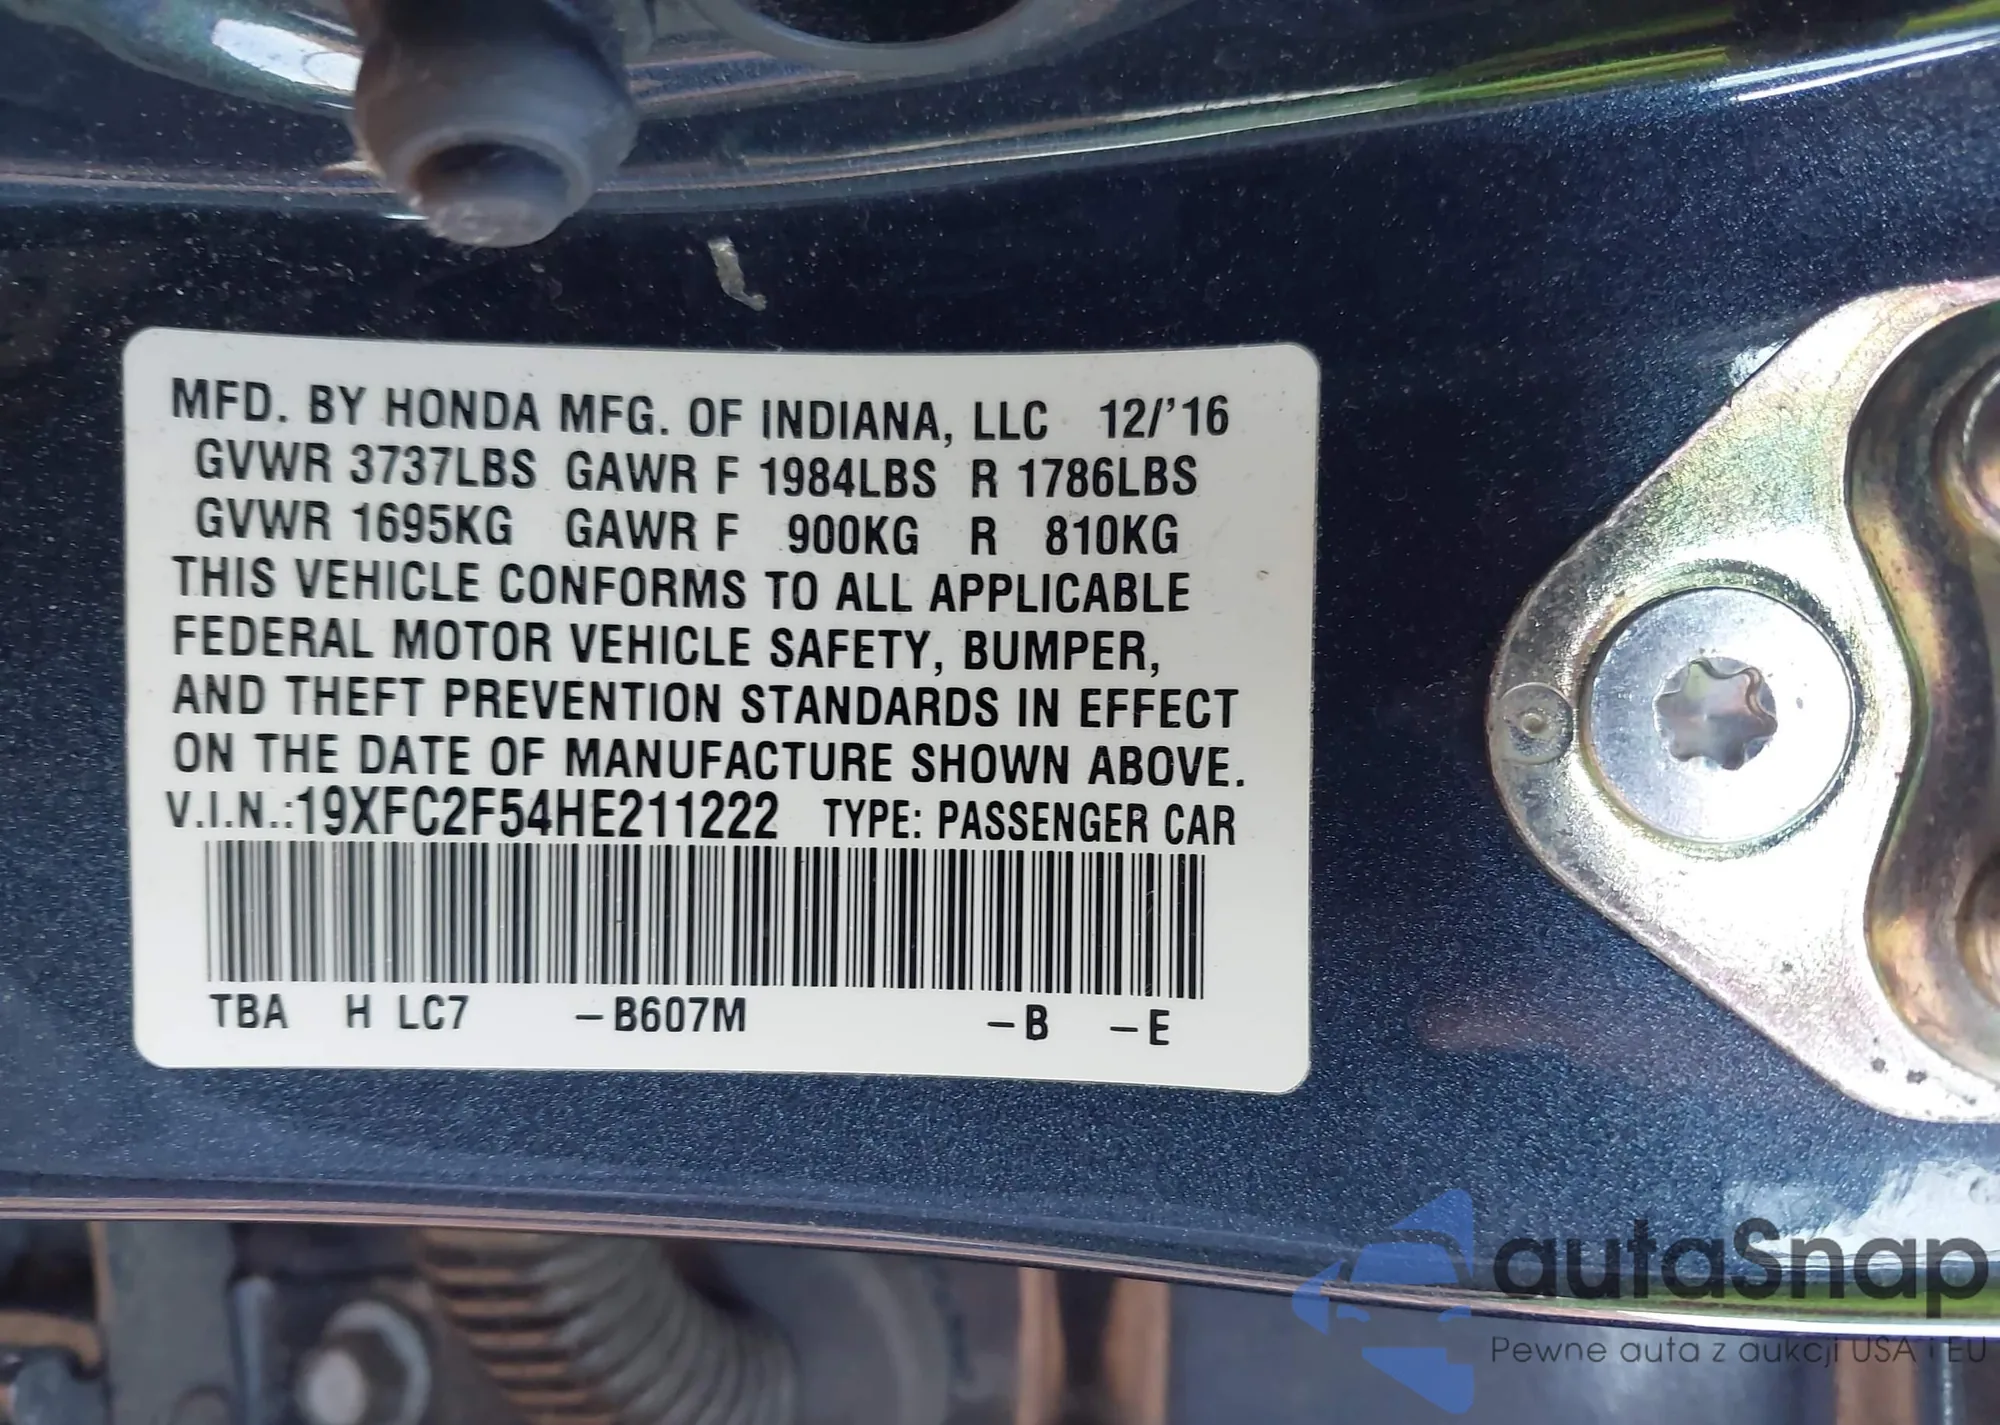 MFD. BY HONDA MFG. OF INDIANA, LLC 12/'16
GVWR 3737LBS GAWR F 1984LBS R 1786LBS
GVWR 1695KG GAWR F 900KG R 810KG
THIS VEHICLE CONFORMS TO ALL APPLICABLE
FEDERAL MOTOR VEHICLE SAFETY, BUMPER,
AND THEFT PREVENTION STANDARDS IN EFFECT
ON THE DATE OF MANUFACTURE SHOWN ABOVE.
V.I.N.:19XFC2F54HE211222 TYPE: PASSENGER CAR
TBA H LC7 –B607M –B –E
autaSnap
Pewne auta z aukcji USA i EU